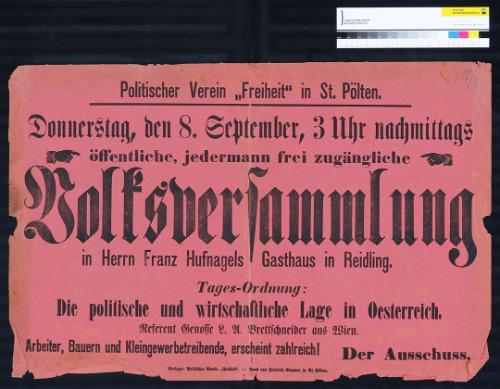 Politischer Verein „Freiheit" in St. Pölten.
Donnerstag, den 8. September, 3 Uhr nachmittags
öffentliche, jedermann frei zugängliche
Volksversammlung
in Herrn Franz Hufnagels Gasthaus in Reidling.
Tages-Ordnung:
Die politische und wirtschaftliche Lage in Oesterreich.
Referent Genosse L. A. Brettschneider aus Wien.
Arbeiter, Bauern und Kleingewerbetreibende, erscheint zahlreich!
Der Ausschuss.